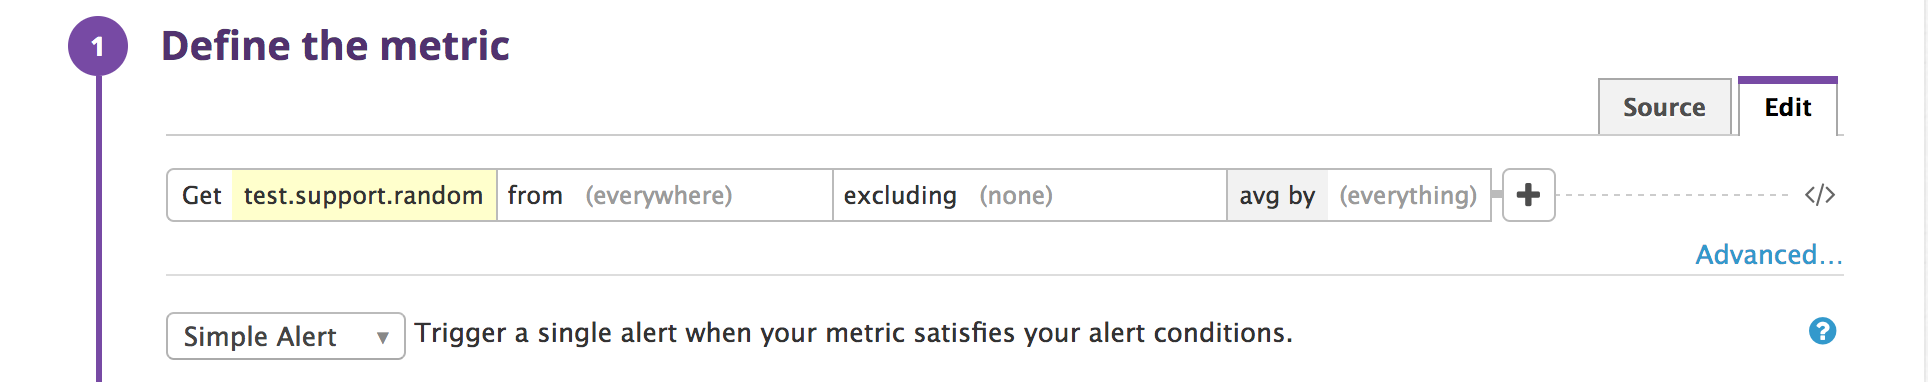 1 Define the metric
Source Edit
Get test.support.random from (everywhere) excluding (none) avg by (everything) + </>
Advanced...
Simple Alert ▼ Trigger a single alert when your metric satisfies your alert conditions. ?